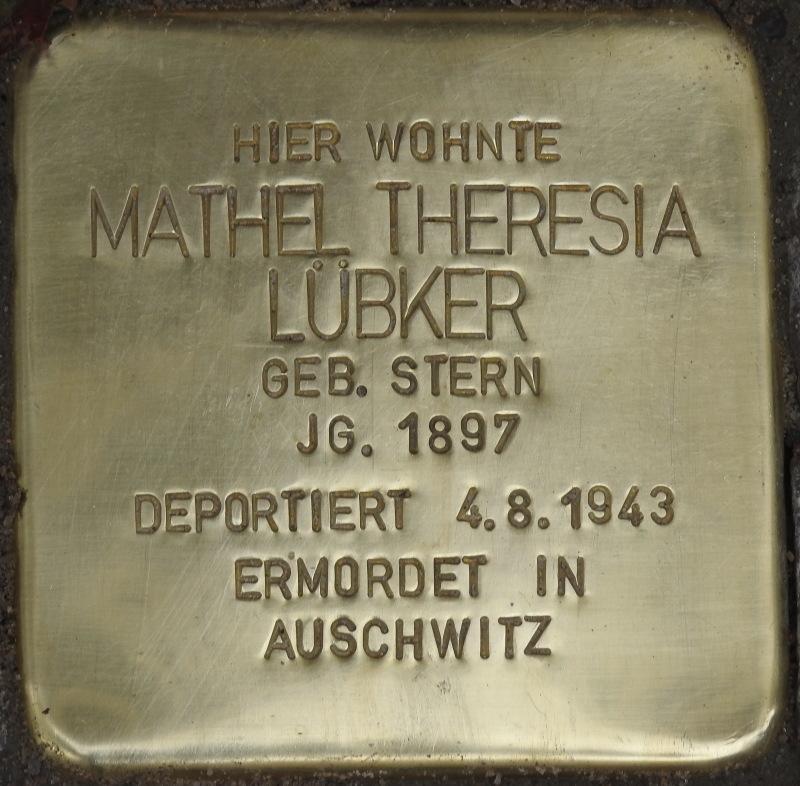 HIER WOHNTE
MATHEL THERESIA
LÜBKER
GEB. STERN
JG. 1897
DEPORTIERT 4.8.1943
ERMORDET IN
AUSCHWITZ